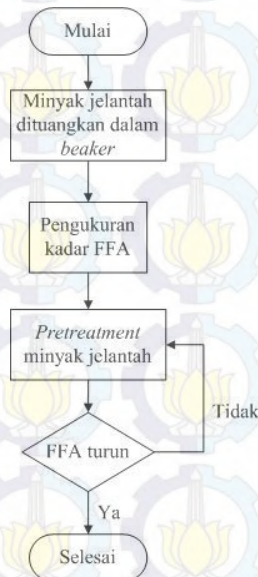 Mulai
Minyak jelantah
dituangkan dalam
beaker
Pengukuran
kadar FFA
Pretreatment
minyak jelantah
Tidak
FFA turun
Ya
Selesai